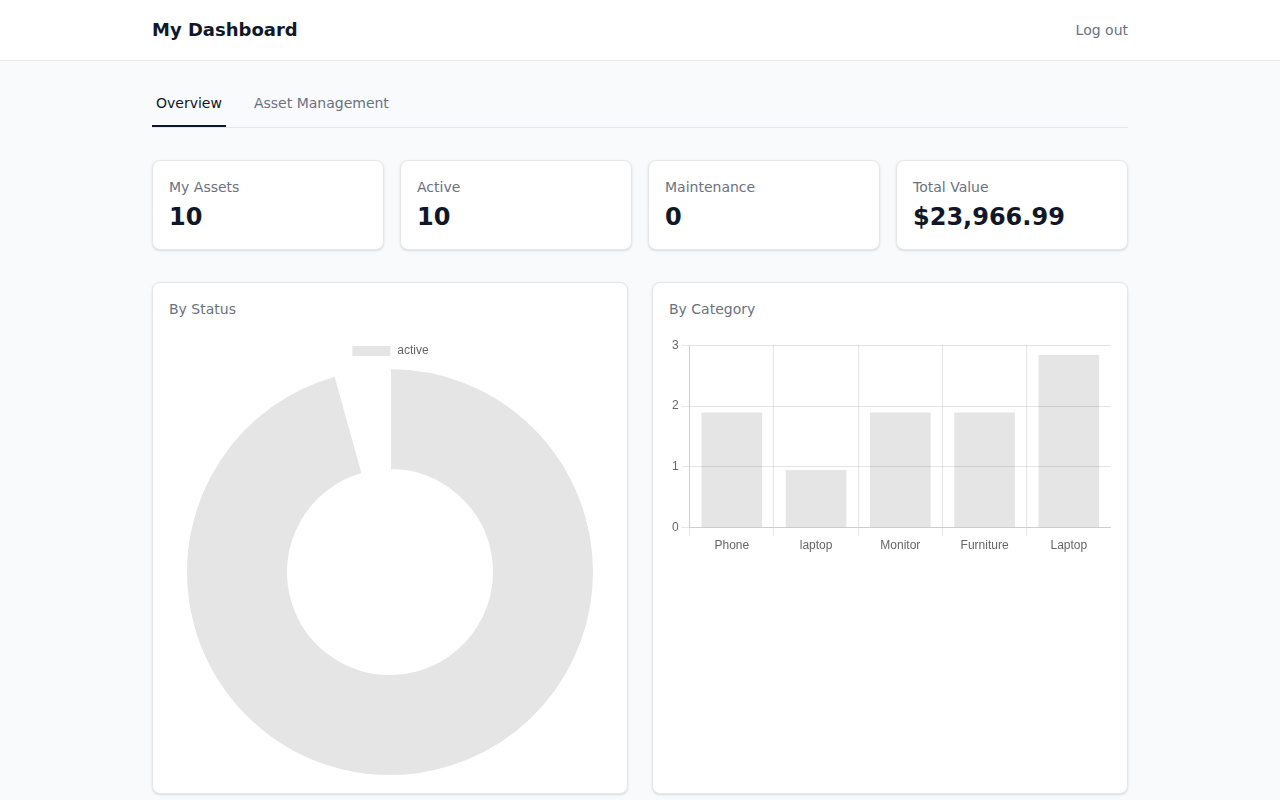 My Dashboard
Log out
Overview
Asset Management
My Assets
10
Active
10
Maintenance
0
Total Value
$23,966.99
By Status
active
By Category
3
2
1
0
Phone
laptop
Monitor
Furniture
Laptop